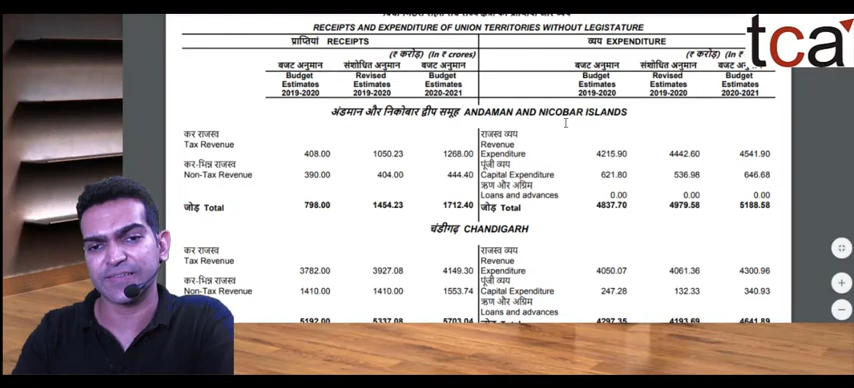 RECEIPTS AND EXPENDITURE OF UNION TERRITORIES WITHOUT LEGISTATURE
tca
प्राप्तियां RECEIPTS
व्यय EXPENDITURE
(₹ करोड़) (In ₹ crores)
(₹ करोड़) (In ₹
बजट अनुमान संशोधित अनुमान बजट अनुमान
बजट अनुमान संशोधित अनुमान बजट अनुमान
Budget Revised Budget
Budget Revised Budget
Estimates Estimates Estimates
Estimates Estimates Estimates
2019-2020 2019-2020 2020-2021
2019-2020 2019-2020 2020-2021
अंडमान और निकोबार द्वीप समूह ANDAMAN AND NICOBAR ISLANDS
कर राजस्व
राजस्व व्यय
Tax Revenue
Revenue
408.00 1050.23 1268.00
Expenditure 4215.90 4442.60 4541.90
कर-भिन्न राजस्व
पूंजी व्यय
Non-Tax Revenue 390.00 404.00 444.40
Capital Expenditure 621.80 536.98 646.68
ऋण और अग्रिम
Loans and advances 0.00 0.00 0.00
जोड़ Total 798.00 1454.23 1712.40
जोड़ Total 4837.70 4979.58 5188.58
चंडीगढ़ CHANDIGARH
कर राजस्व
राजस्व व्यय
Tax Revenue
Revenue
3782.00 3927.08 4149.30
Expenditure 4050.07 4061.36 4300.96
कर-भिन्न राजस्व
पूंजी व्यय
Non-Tax Revenue 1410.00 1410.00 1553.74
Capital Expenditure 247.28 132.33 340.93
ऋण और अग्रिम
Loans and advances
5192.00 5337.08 5703.04
जोड़ Total 4297.35 4193.69 4641.89